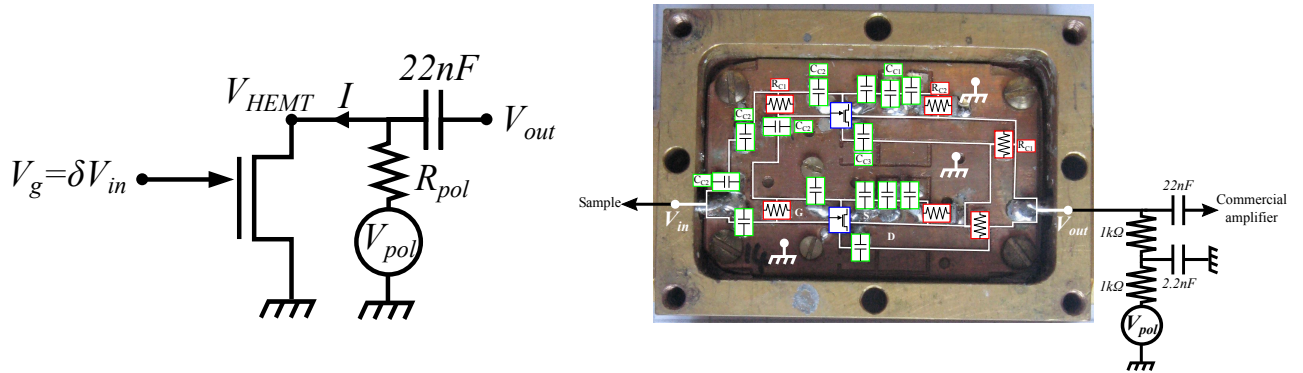 22nF
V_HEMT
I
V_out
V_g=δV_in
R_pol
V_pol
C_C2
C_C1
R_C1
R_C2
C_C2
C_C2
R_C1
C_C3
C_C2
22nF
Sample
Commercial
amplifier
V_in
G
S
V_out
1kΩ
D
1kΩ
2.2nF
V_pol